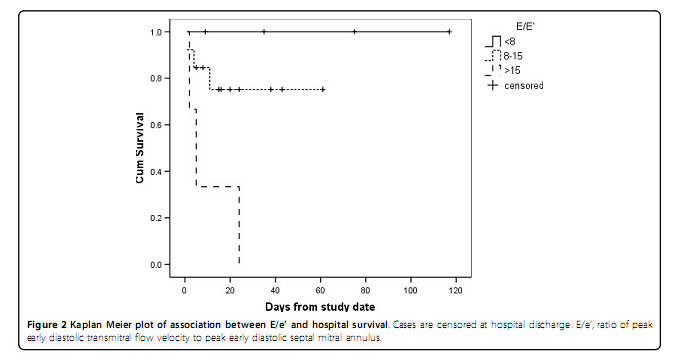 E/E'
<8
8-15
>15
censored
1.0
0.8
0.6
0.4
0.2
0.0
Cum Survival
0 20 40 60 80 100 120
Days from study date
Figure 2 Kaplan Meier plot of association between E/e' and hospital survival. Cases are censored at hospital discharge. E/e', ratio of peak
early diastolic transmitral flow velocity to peak early diastolic septal mitral annulus.